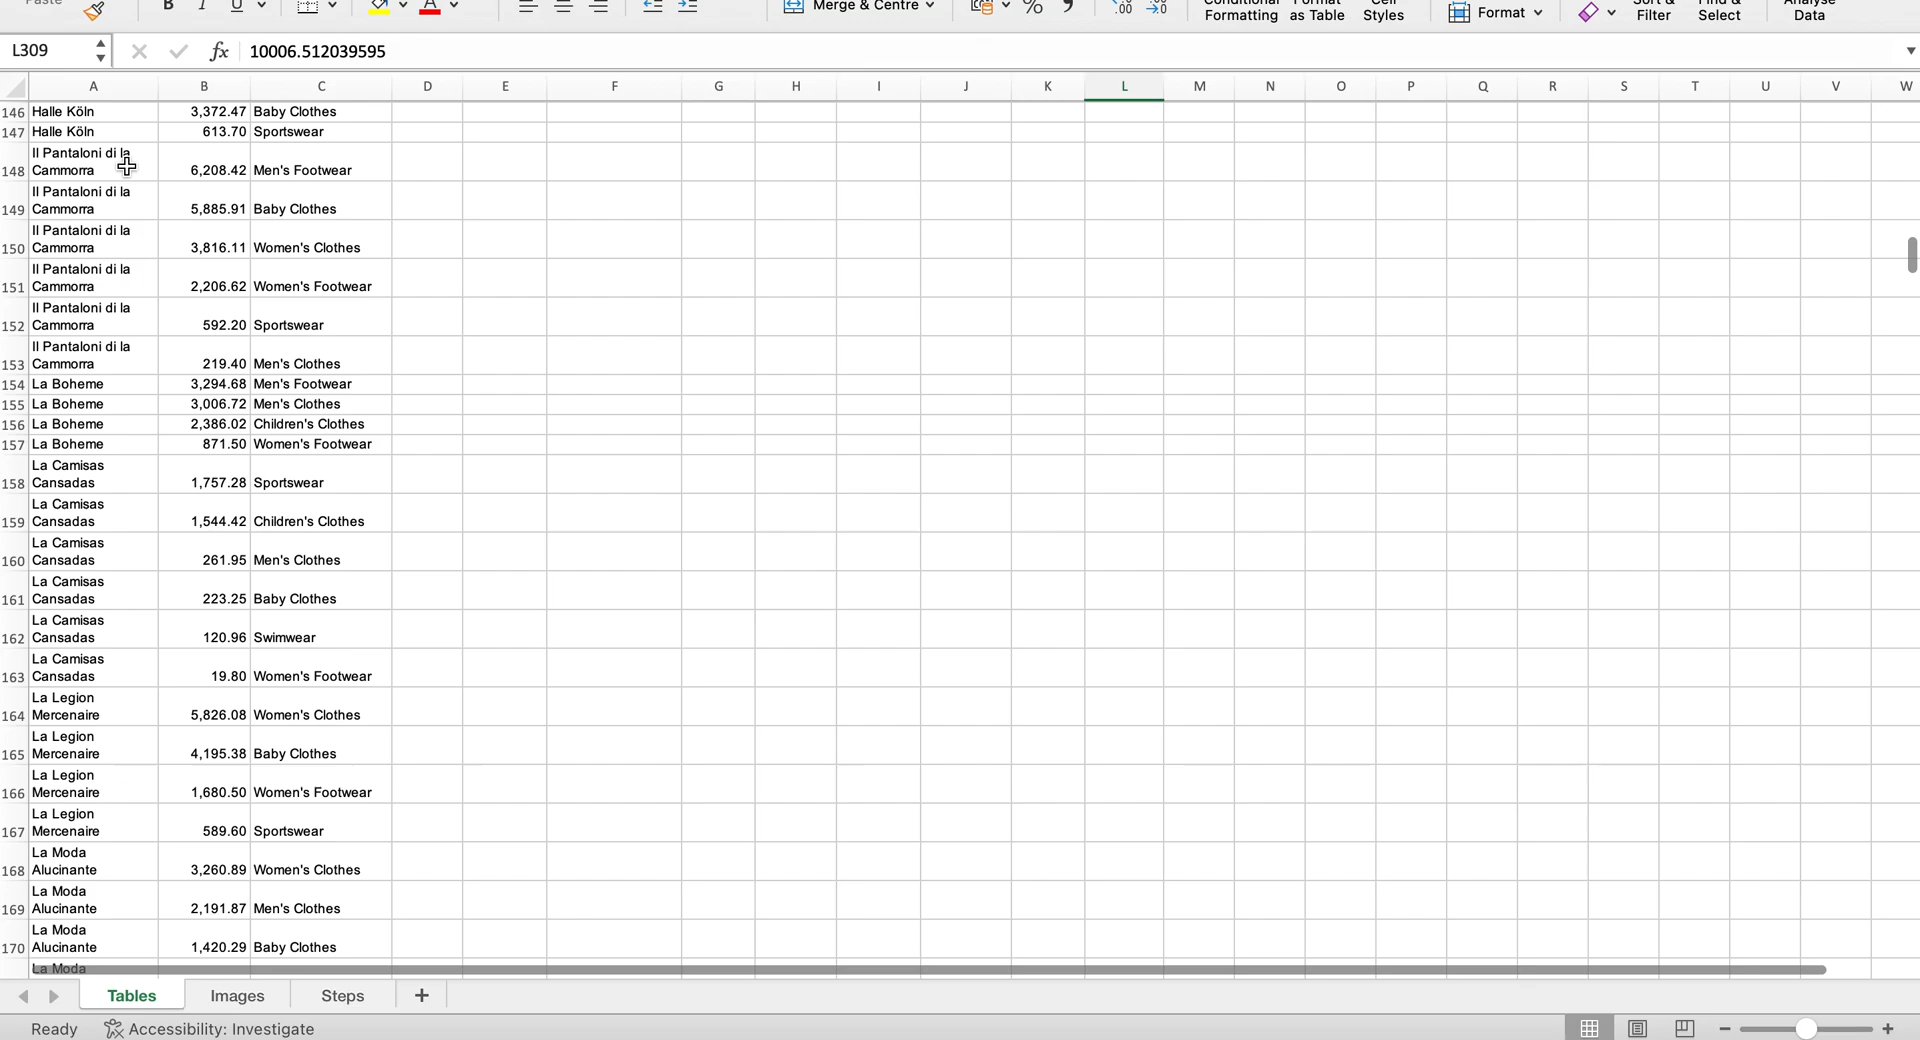 Paste
B I U
Merge & Centre
%
Conditional Formatting
Format as Table
Cell Styles
Format
Sort & Filter
Find & Select
Analyse Data
L309 fx 10006.512039595
A B C D E F G H I J K L M N O P Q R S T U V W
146 Halle Köln 3,372.47 Baby Clothes
147 Halle Köln 613.70 Sportswear
Il Pantaloni di la
148 Cammorra 6,208.42 Men's Footwear
Il Pantaloni di la
149 Cammorra 5,885.91 Baby Clothes
Il Pantaloni di la
150 Cammorra 3,816.11 Women's Clothes
Il Pantaloni di la
151 Cammorra 2,206.62 Women's Footwear
Il Pantaloni di la
152 Cammorra 592.20 Sportswear
Il Pantaloni di la
153 Cammorra 219.40 Men's Clothes
154 La Boheme 3,294.68 Men's Footwear
155 La Boheme 3,006.72 Men's Clothes
156 La Boheme 2,386.02 Children's Clothes
157 La Boheme 871.50 Women's Footwear
La Camisas
158 Cansadas 1,757.28 Sportswear
La Camisas
159 Cansadas 1,544.42 Children's Clothes
La Camisas
160 Cansadas 261.95 Men's Clothes
La Camisas
161 Cansadas 223.25 Baby Clothes
La Camisas
162 Cansadas 120.96 Swimwear
La Camisas
163 Cansadas 19.80 Women's Footwear
La Legion
164 Mercenaire 5,826.08 Women's Clothes
La Legion
165 Mercenaire 4,195.38 Baby Clothes
La Legion
166 Mercenaire 1,680.50 Women's Footwear
La Legion
167 Mercenaire 589.60 Sportswear
La Moda
168 Alucinante 3,260.89 Women's Clothes
La Moda
169 Alucinante 2,191.87 Men's Clothes
La Moda
170 Alucinante 1,420.29 Baby Clothes
La Moda
Tables Images Steps +
Ready Accessibility: Investigate